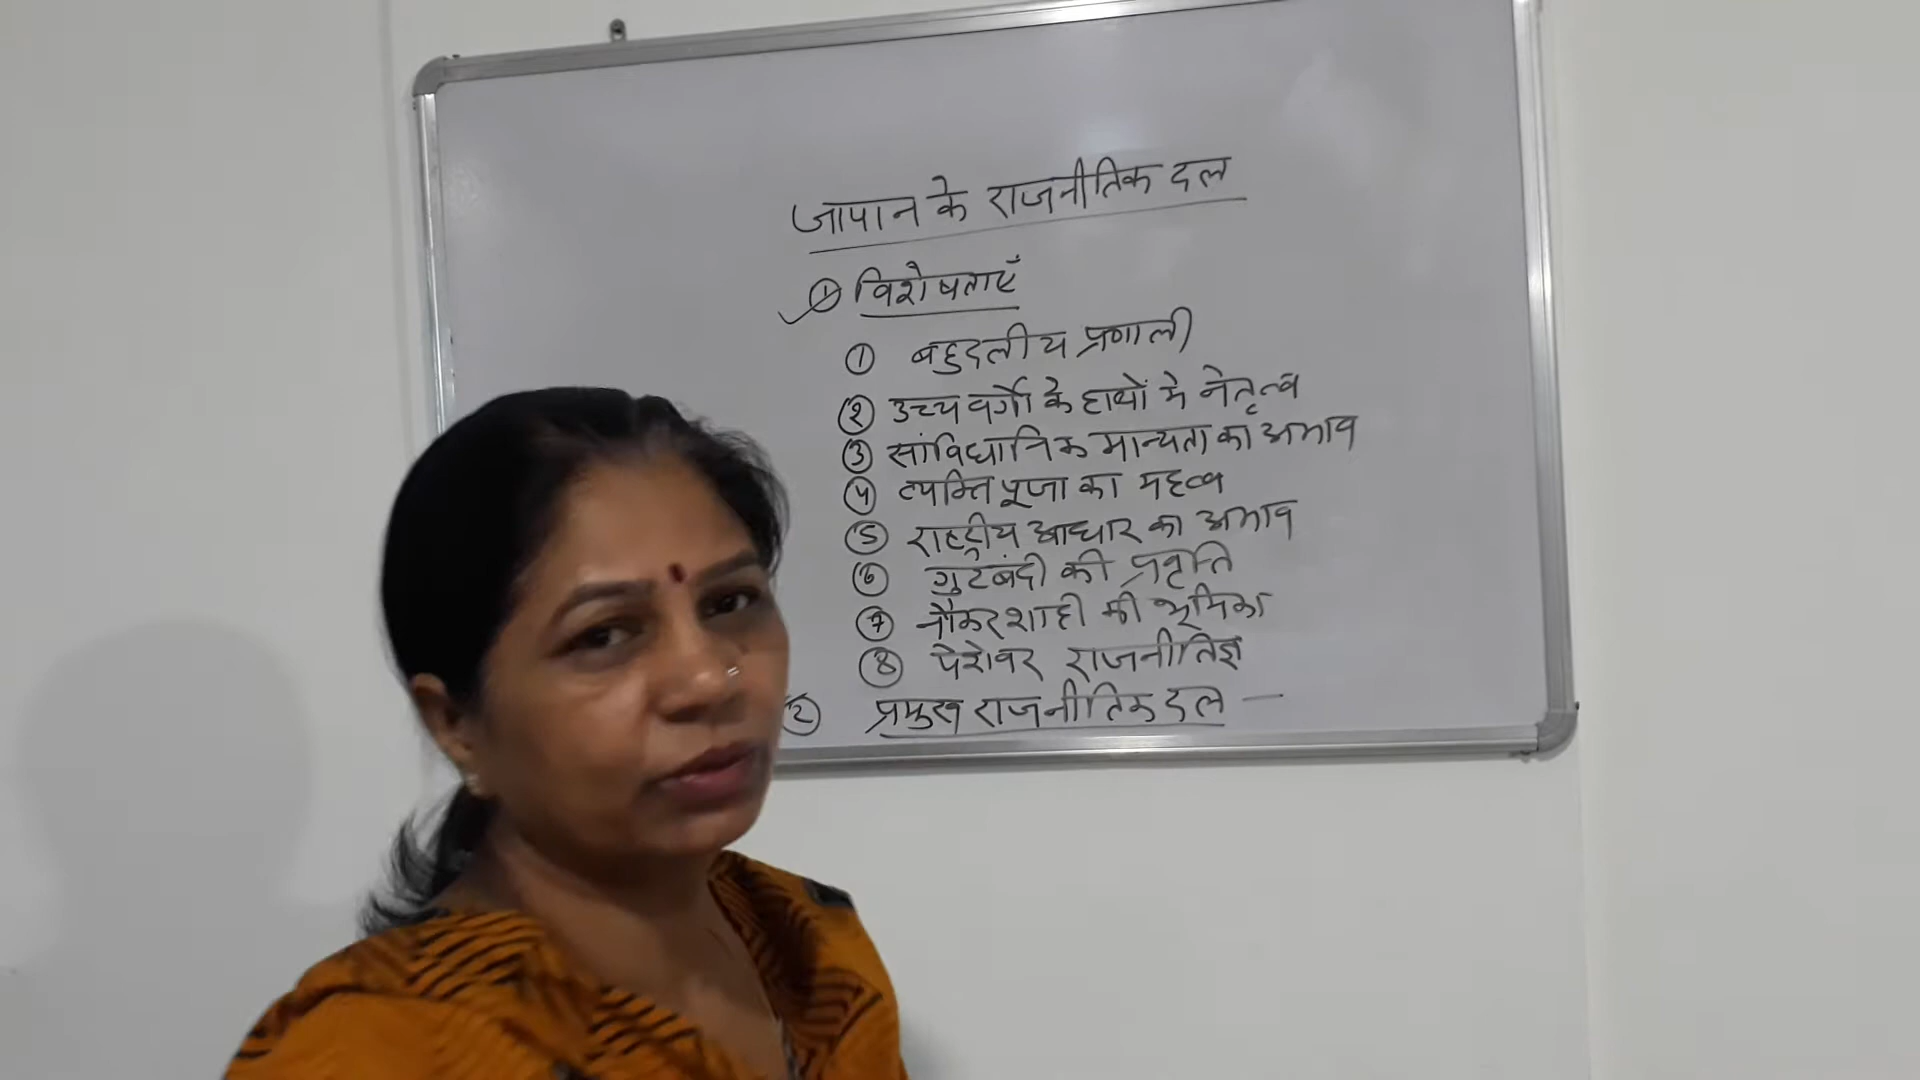 जापान के राजनीतिक दल
① विशेषताएँ
① बहुदलीय प्रणाली
② उच्च वर्गो के हाथों मे नेतृत्व
③ सांविधानिक मान्यता का अभाव
④ व्यक्ति पूजा का महत्व
⑤ राष्ट्रीय आधार का अभाव
⑥ गुटबंदी की प्रवृति
⑦ नौकरशाही की भूमिका
⑧ पेशेवर राजनीतिज्ञ
② प्रमुख राजनीतिक दल —